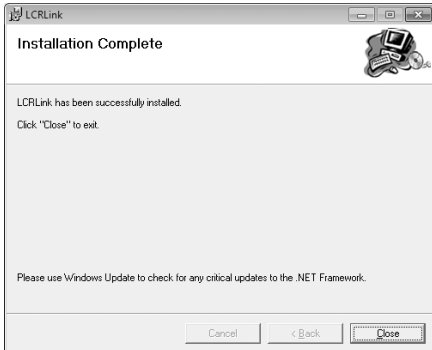 LCRLink
Installation Complete
LCRLink has been successfully installed.
Click "Close" to exit.
Please use Windows Update to check for any critical updates to the .NET Framework.
Cancel
< Back
Close